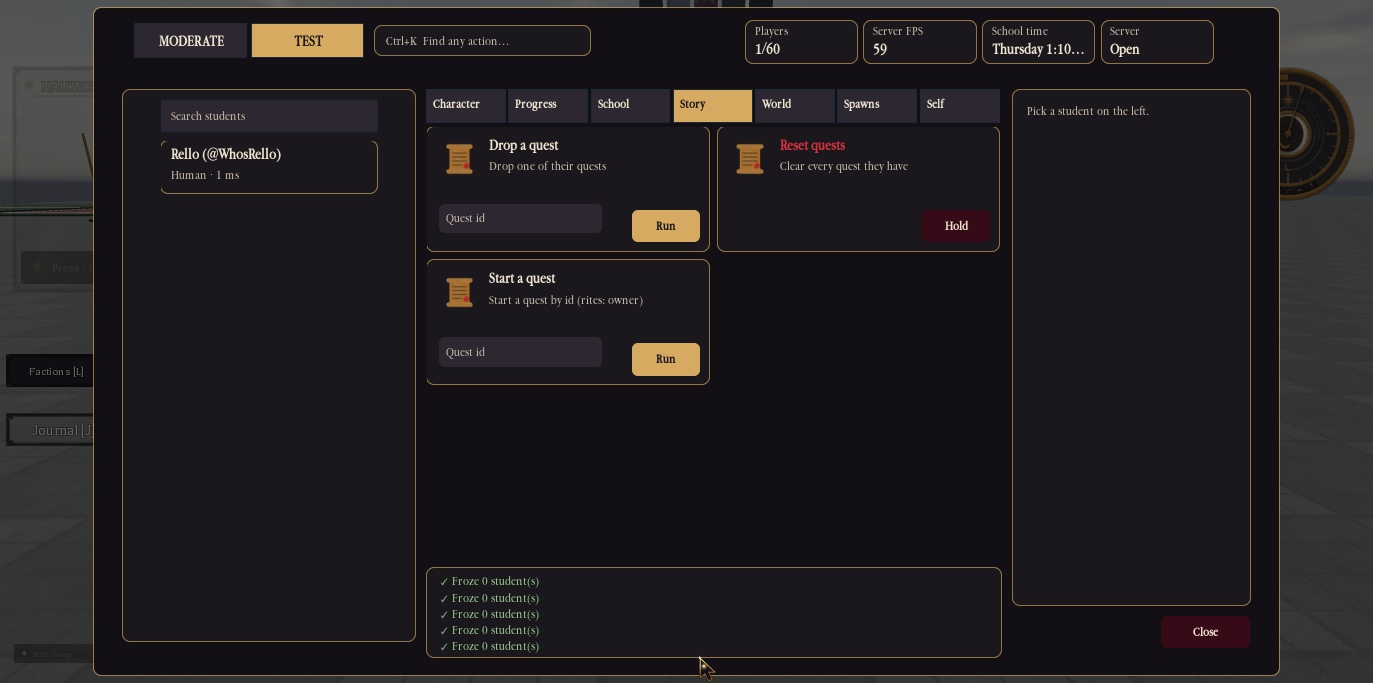 MODERATE
TEST
Ctrl+K Find any action...
Players
1/60
Server FPS
59
School time
Thursday 1:10...
Server
Open
Search students
Rello (@WhosRello)
Human · 1 ms
Character
Progress
School
Story
World
Spawns
Self
Drop a quest
Drop one of their quests
Quest id
Run
Reset quests
Clear every quest they have
Hold
Start a quest
Start a quest by id (rites: owner)
Quest id
Run
Pick a student on the left.
Factions [L]
Journal [J]
✓ Froze 0 student(s)
✓ Froze 0 student(s)
✓ Froze 0 student(s)
✓ Froze 0 student(s)
✓ Froze 0 student(s)
Close